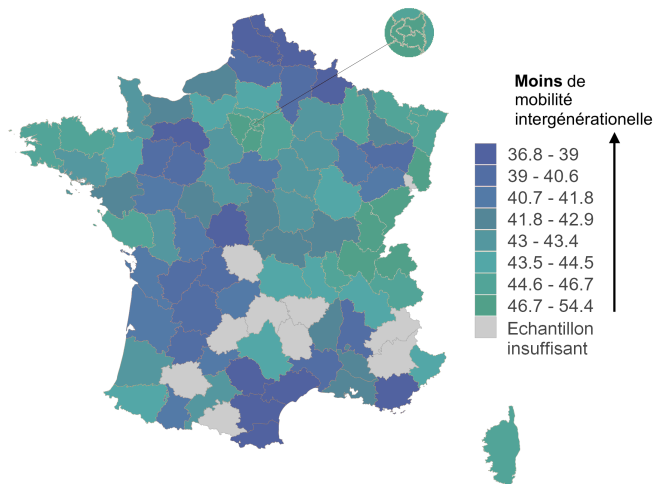 Moins de
mobilité
intergénérationelle
36.8 - 39
39 - 40.6
40.7 - 41.8
41.8 - 42.9
43 - 43.4
43.5 - 44.5
44.6 - 46.7
46.7 - 54.4
Echantillon
insuffisant